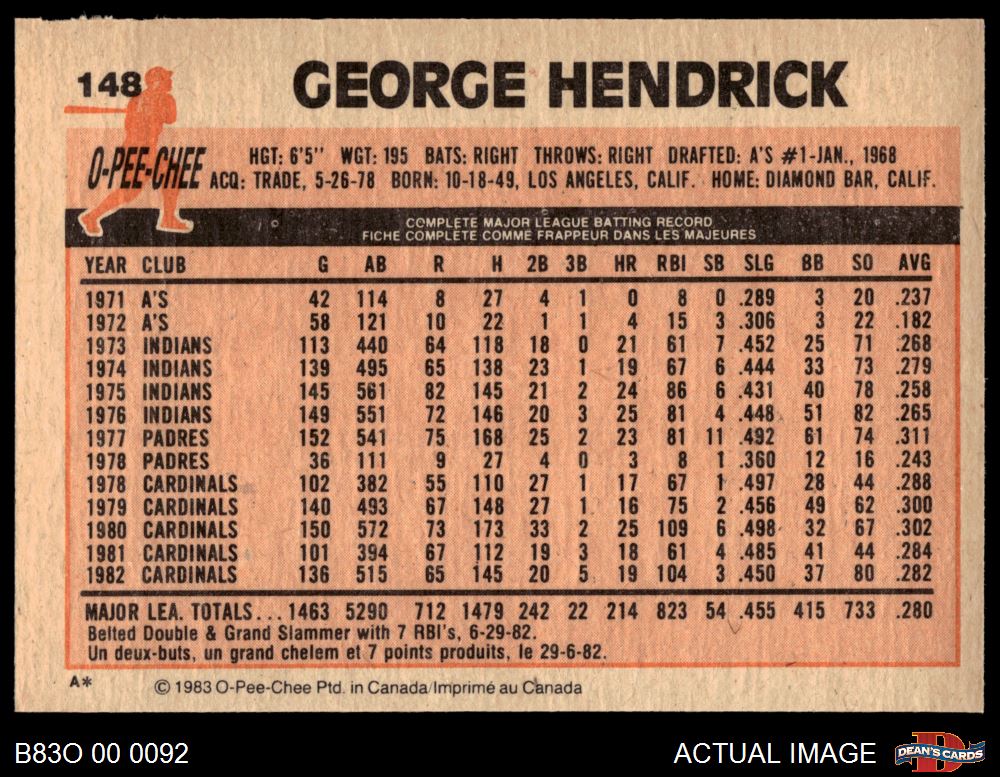 148 GEORGE HENDRICK
O-PEE-CHEE
HGT: 6'5" WGT: 195 BATS: RIGHT THROWS: RIGHT DRAFTED: A'S #1-JAN., 1968
ACQ: TRADE, 5-26-78 BORN: 10-18-49, LOS ANGELES, CALIF. HOME: DIAMOND BAR, CALIF.
COMPLETE MAJOR LEAGUE BATTING RECORD
FICHE COMPLÈTE COMME FRAPPEUR DANS LES MAJEURES
YEAR CLUB G AB R H 2B 3B HR RBI SB SLG BB SO AVG
1971 A'S 42 114 8 27 4 1 0 8 0 .289 3 20 .237
1972 A'S 58 121 10 22 1 1 4 15 3 .306 3 22 .182
1973 INDIANS 113 440 64 118 18 0 21 61 7 .452 25 71 .268
1974 INDIANS 139 495 65 138 23 1 19 67 6 .444 33 73 .279
1975 INDIANS 145 561 82 145 21 2 24 86 6 .431 40 78 .258
1976 INDIANS 149 551 72 146 20 3 25 81 4 .448 51 82 .265
1977 PADRES 152 541 75 168 25 2 23 81 11 .492 61 74 .311
1978 PADRES 36 111 9 27 4 0 3 8 1 .360 12 16 .243
1978 CARDINALS 102 382 55 110 27 1 17 67 1 .497 28 44 .288
1979 CARDINALS 140 493 67 148 27 1 16 75 2 .456 49 62 .300
1980 CARDINALS 150 572 73 173 33 2 25 109 6 .498 32 67 .302
1981 CARDINALS 101 394 67 112 19 3 18 61 4 .485 41 44 .284
1982 CARDINALS 136 515 65 145 20 5 19 104 3 .450 37 80 .282
MAJOR LEA. TOTALS... 1463 5290 712 1479 242 22 214 823 54 .455 415 733 .280
Belted Double & Grand Slammer with 7 RBI's, 6-29-82.
Un deux-buts, un grand chelem et 7 points produits, le 29-6-82.
A* © 1983 O-Pee-Chee Ptd. in Canada/Imprimé au Canada
B83O 00 0092 ACTUAL IMAGE DEAN'S CARDS